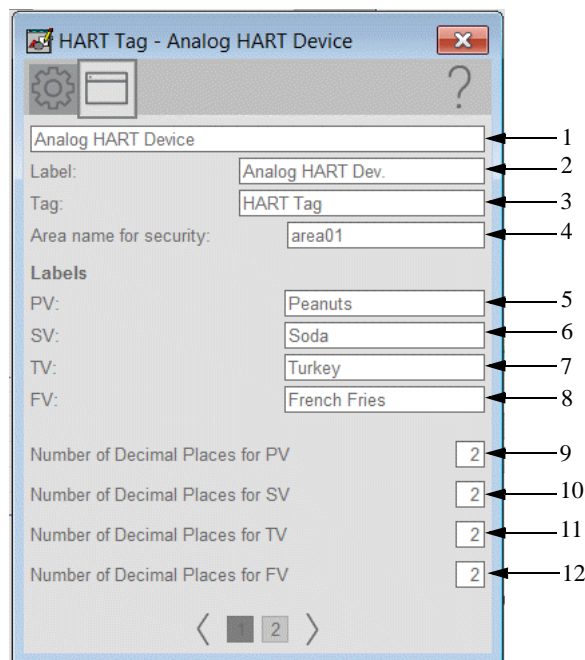 HART Tag - Analog HART Device
?
Analog HART Device 1
Label: Analog HART Dev. 2
Tag: HART Tag 3
Area name for security: area01 4
Labels
PV: Peanuts 5
SV: Soda 6
TV: Turkey 7
FV: French Fries 8
Number of Decimal Places for PV 2 9
Number of Decimal Places for SV 2 10
Number of Decimal Places for TV 2 11
Number of Decimal Places for FV 2 12
1 2